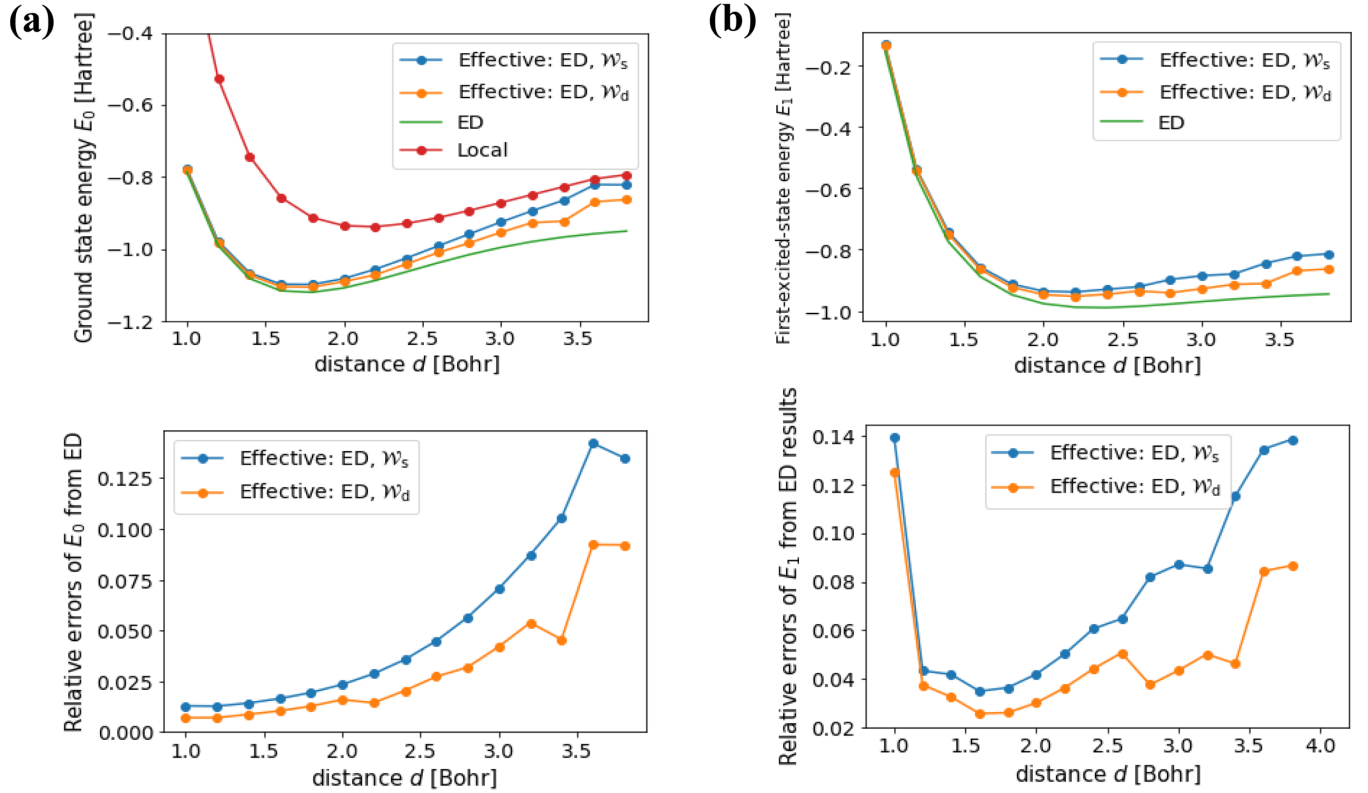 (a)
Ground state energy E₀ [Hartree]
−0.4
−0.6
−0.8
−1.0
−1.2
Effective: ED, 𝒲s
Effective: ED, 𝒲d
ED
Local
1.0 1.5 2.0 2.5 3.0 3.5
distance d [Bohr]
(b)
First-excited-state energy E₁ [Hartree]
−0.2
−0.4
−0.6
−0.8
−1.0
Effective: ED, 𝒲s
Effective: ED, 𝒲d
ED
1.0 1.5 2.0 2.5 3.0 3.5
distance d [Bohr]
Relative errors of E₀ from ED
0.125
0.100
0.075
0.050
0.025
0.000
Effective: ED, 𝒲s
Effective: ED, 𝒲d
1.0 1.5 2.0 2.5 3.0 3.5
distance d [Bohr]
Relative errors of E₁ from ED results
0.14
0.12
0.10
0.08
0.06
0.04
0.02
Effective: ED, 𝒲s
Effective: ED, 𝒲d
1.0 1.5 2.0 2.5 3.0 3.5 4.0
distance d [Bohr]